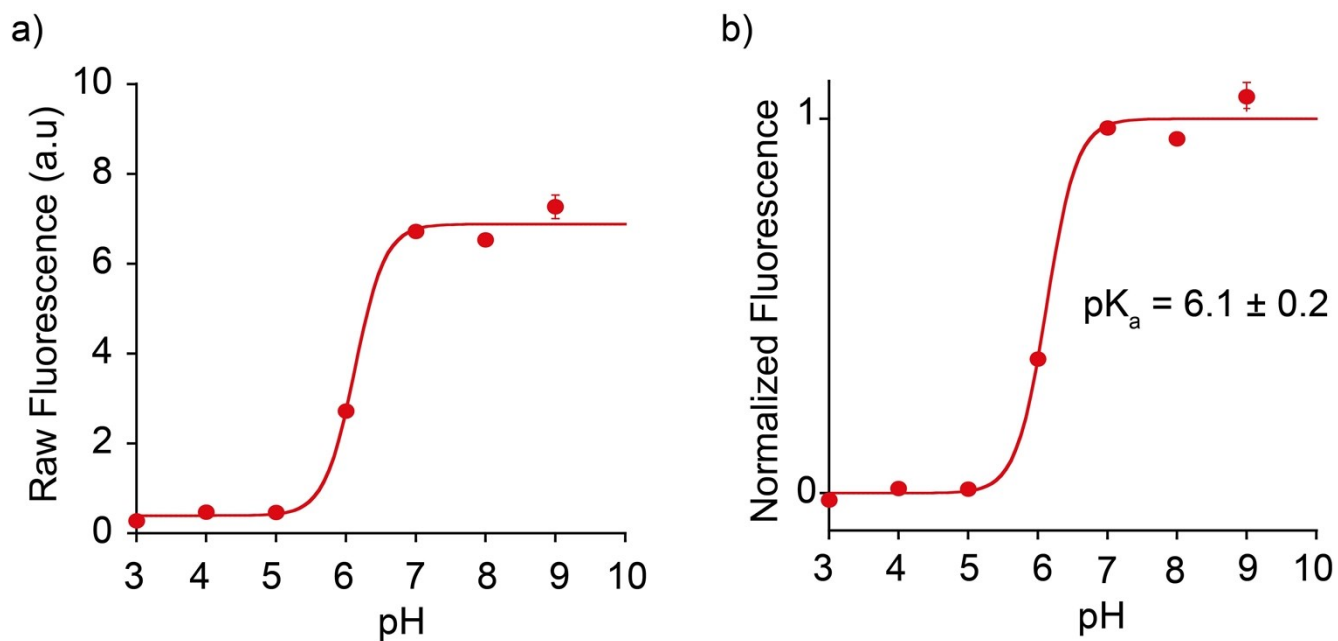 a)
Raw Fluorescence (a.u)
10
8
6
4
2
0
3 4 5 6 7 8 9 10
pH
b)
Normalized Fluorescence
1
0
pKa = 6.1 ± 0.2
3 4 5 6 7 8 9 10
pH